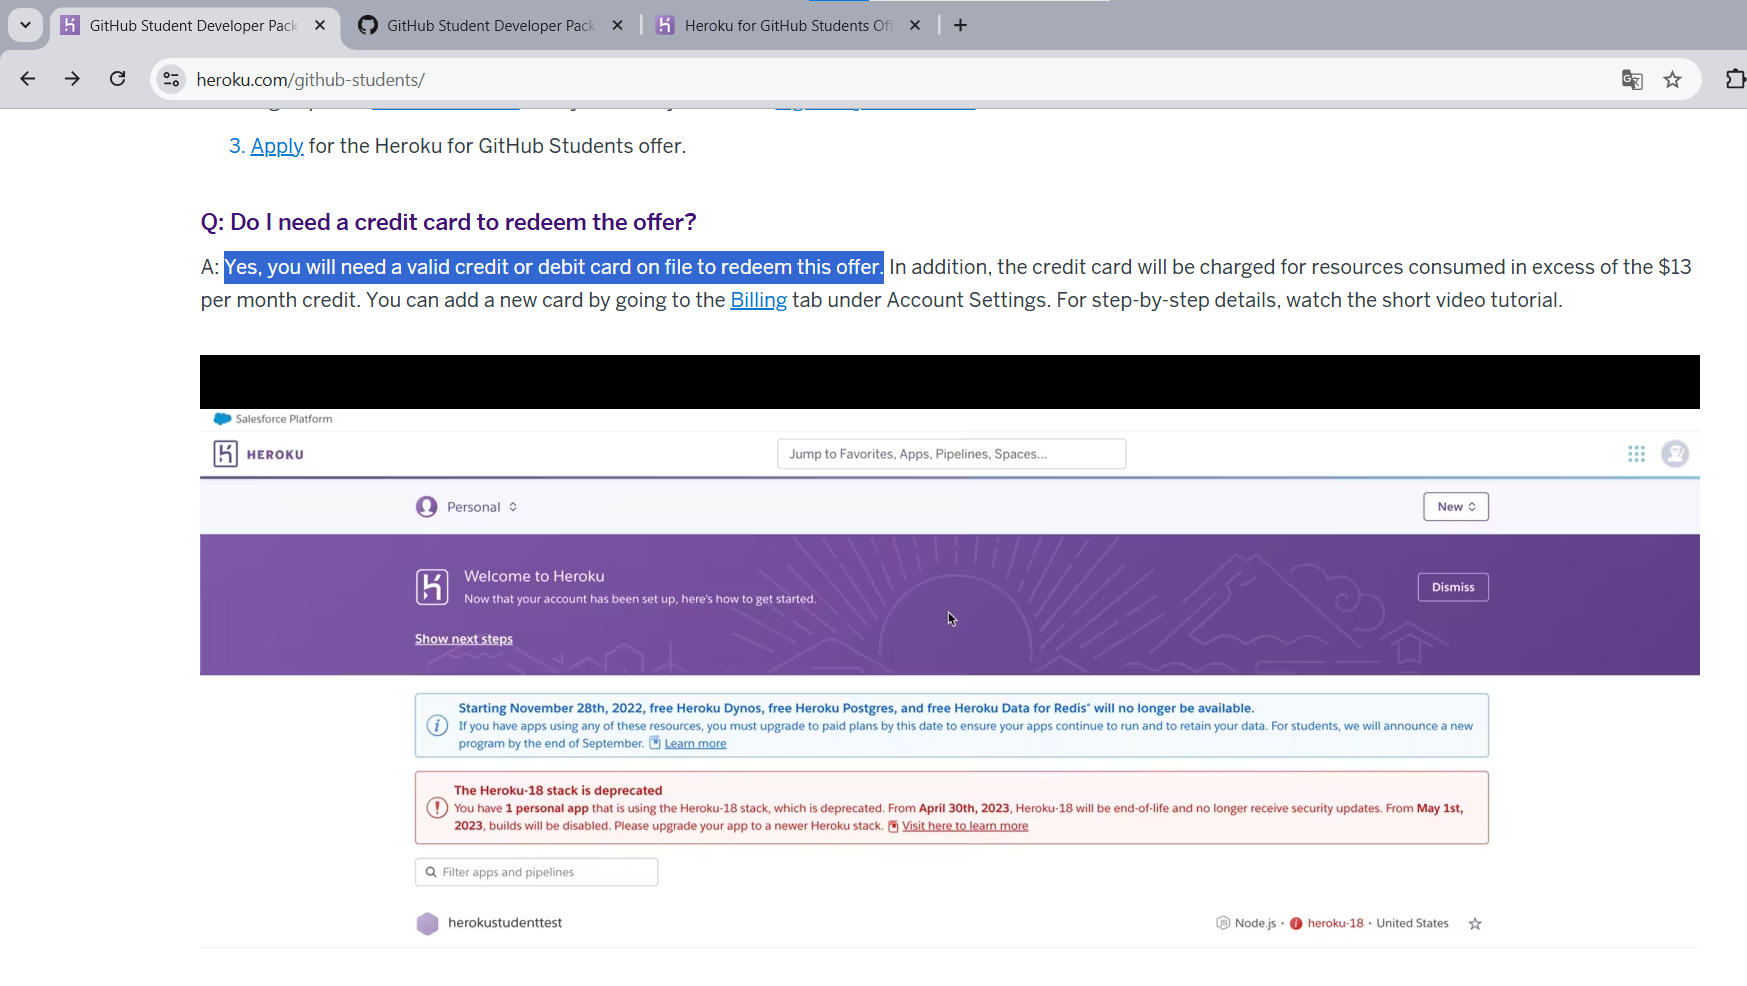 GitHub Student Developer Pack
GitHub Student Developer Pack
Heroku for GitHub Students Off
heroku.com/github-students/
3. Apply for the Heroku for GitHub Students offer.
Q: Do I need a credit card to redeem the offer?
A: Yes, you will need a valid credit or debit card on file to redeem this offer. In addition, the credit card will be charged for resources consumed in excess of the $13
per month credit. You can add a new card by going to the Billing tab under Account Settings. For step-by-step details, watch the short video tutorial.
Salesforce Platform
HEROKU
Jump to Favorites, Apps, Pipelines, Spaces...
Personal
New
Welcome to Heroku
Now that your account has been set up, here's how to get started.
Dismiss
Show next steps
Starting November 28th, 2022, free Heroku Dynos, free Heroku Postgres, and free Heroku Data for Redis® will no longer be available.
If you have apps using any of these resources, you must upgrade to paid plans by this date to ensure your apps continue to run and to retain your data. For students, we will announce a new
program by the end of September. Learn more
The Heroku-18 stack is deprecated
You have 1 personal app that is using the Heroku-18 stack, which is deprecated. From April 30th, 2023, Heroku-18 will be end-of-life and no longer receive security updates. From May 1st,
2023, builds will be disabled. Please upgrade your app to a newer Heroku stack. Visit here to learn more
Filter apps and pipelines
herokustudenttest
Node.js · heroku-18 · United States